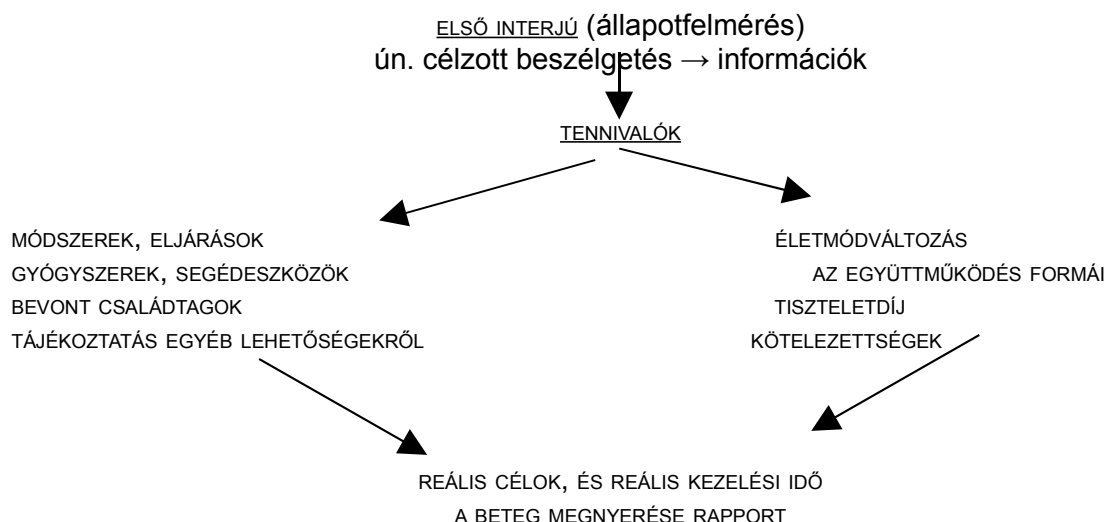 ELSŐ INTERJÚ (állapotfelmérés)
ún. célzott beszélgetés → információk
TENNIVALÓK
MÓDSZEREK, ELJÁRÁSOK
GYÓGYSZEREK, SEGÉDESZKÖZÖK
BEVONT CSALÁDTAGOK
TÁJÉKOZTATÁS EGYÉB LEHETŐSÉGEKRŐL
ÉLETMÓDVÁLTOZÁS
AZ EGYÜTTMŰKÖDÉS FORMÁI
TISZTELETDÍJ
KÖTELEZETTSÉGEK
REÁLIS CÉLOK, ÉS REÁLIS KEZELÉSI IDŐ
A BETEG MEGNYERÉSE RAPPORT